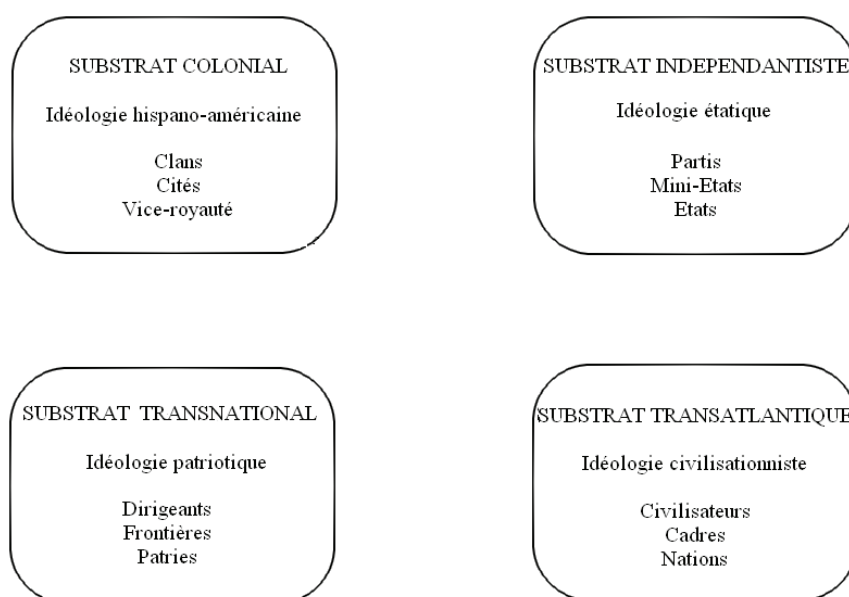 SUBSTRAT COLONIAL
Idéologie hispano-américaine
Clans
Cités
Vice-royauté
SUBSTRAT INDEPENDANTISTE
Idéologie étatique
Partis
Mini-Etats
Etats
SUBSTRAT TRANSNATIONAL
Idéologie patriotique
Dirigeants
Frontières
Patries
SUBSTRAT TRANSATLANTIQUE
Idéologie civilisationniste
Civilisateurs
Cadres
Nations